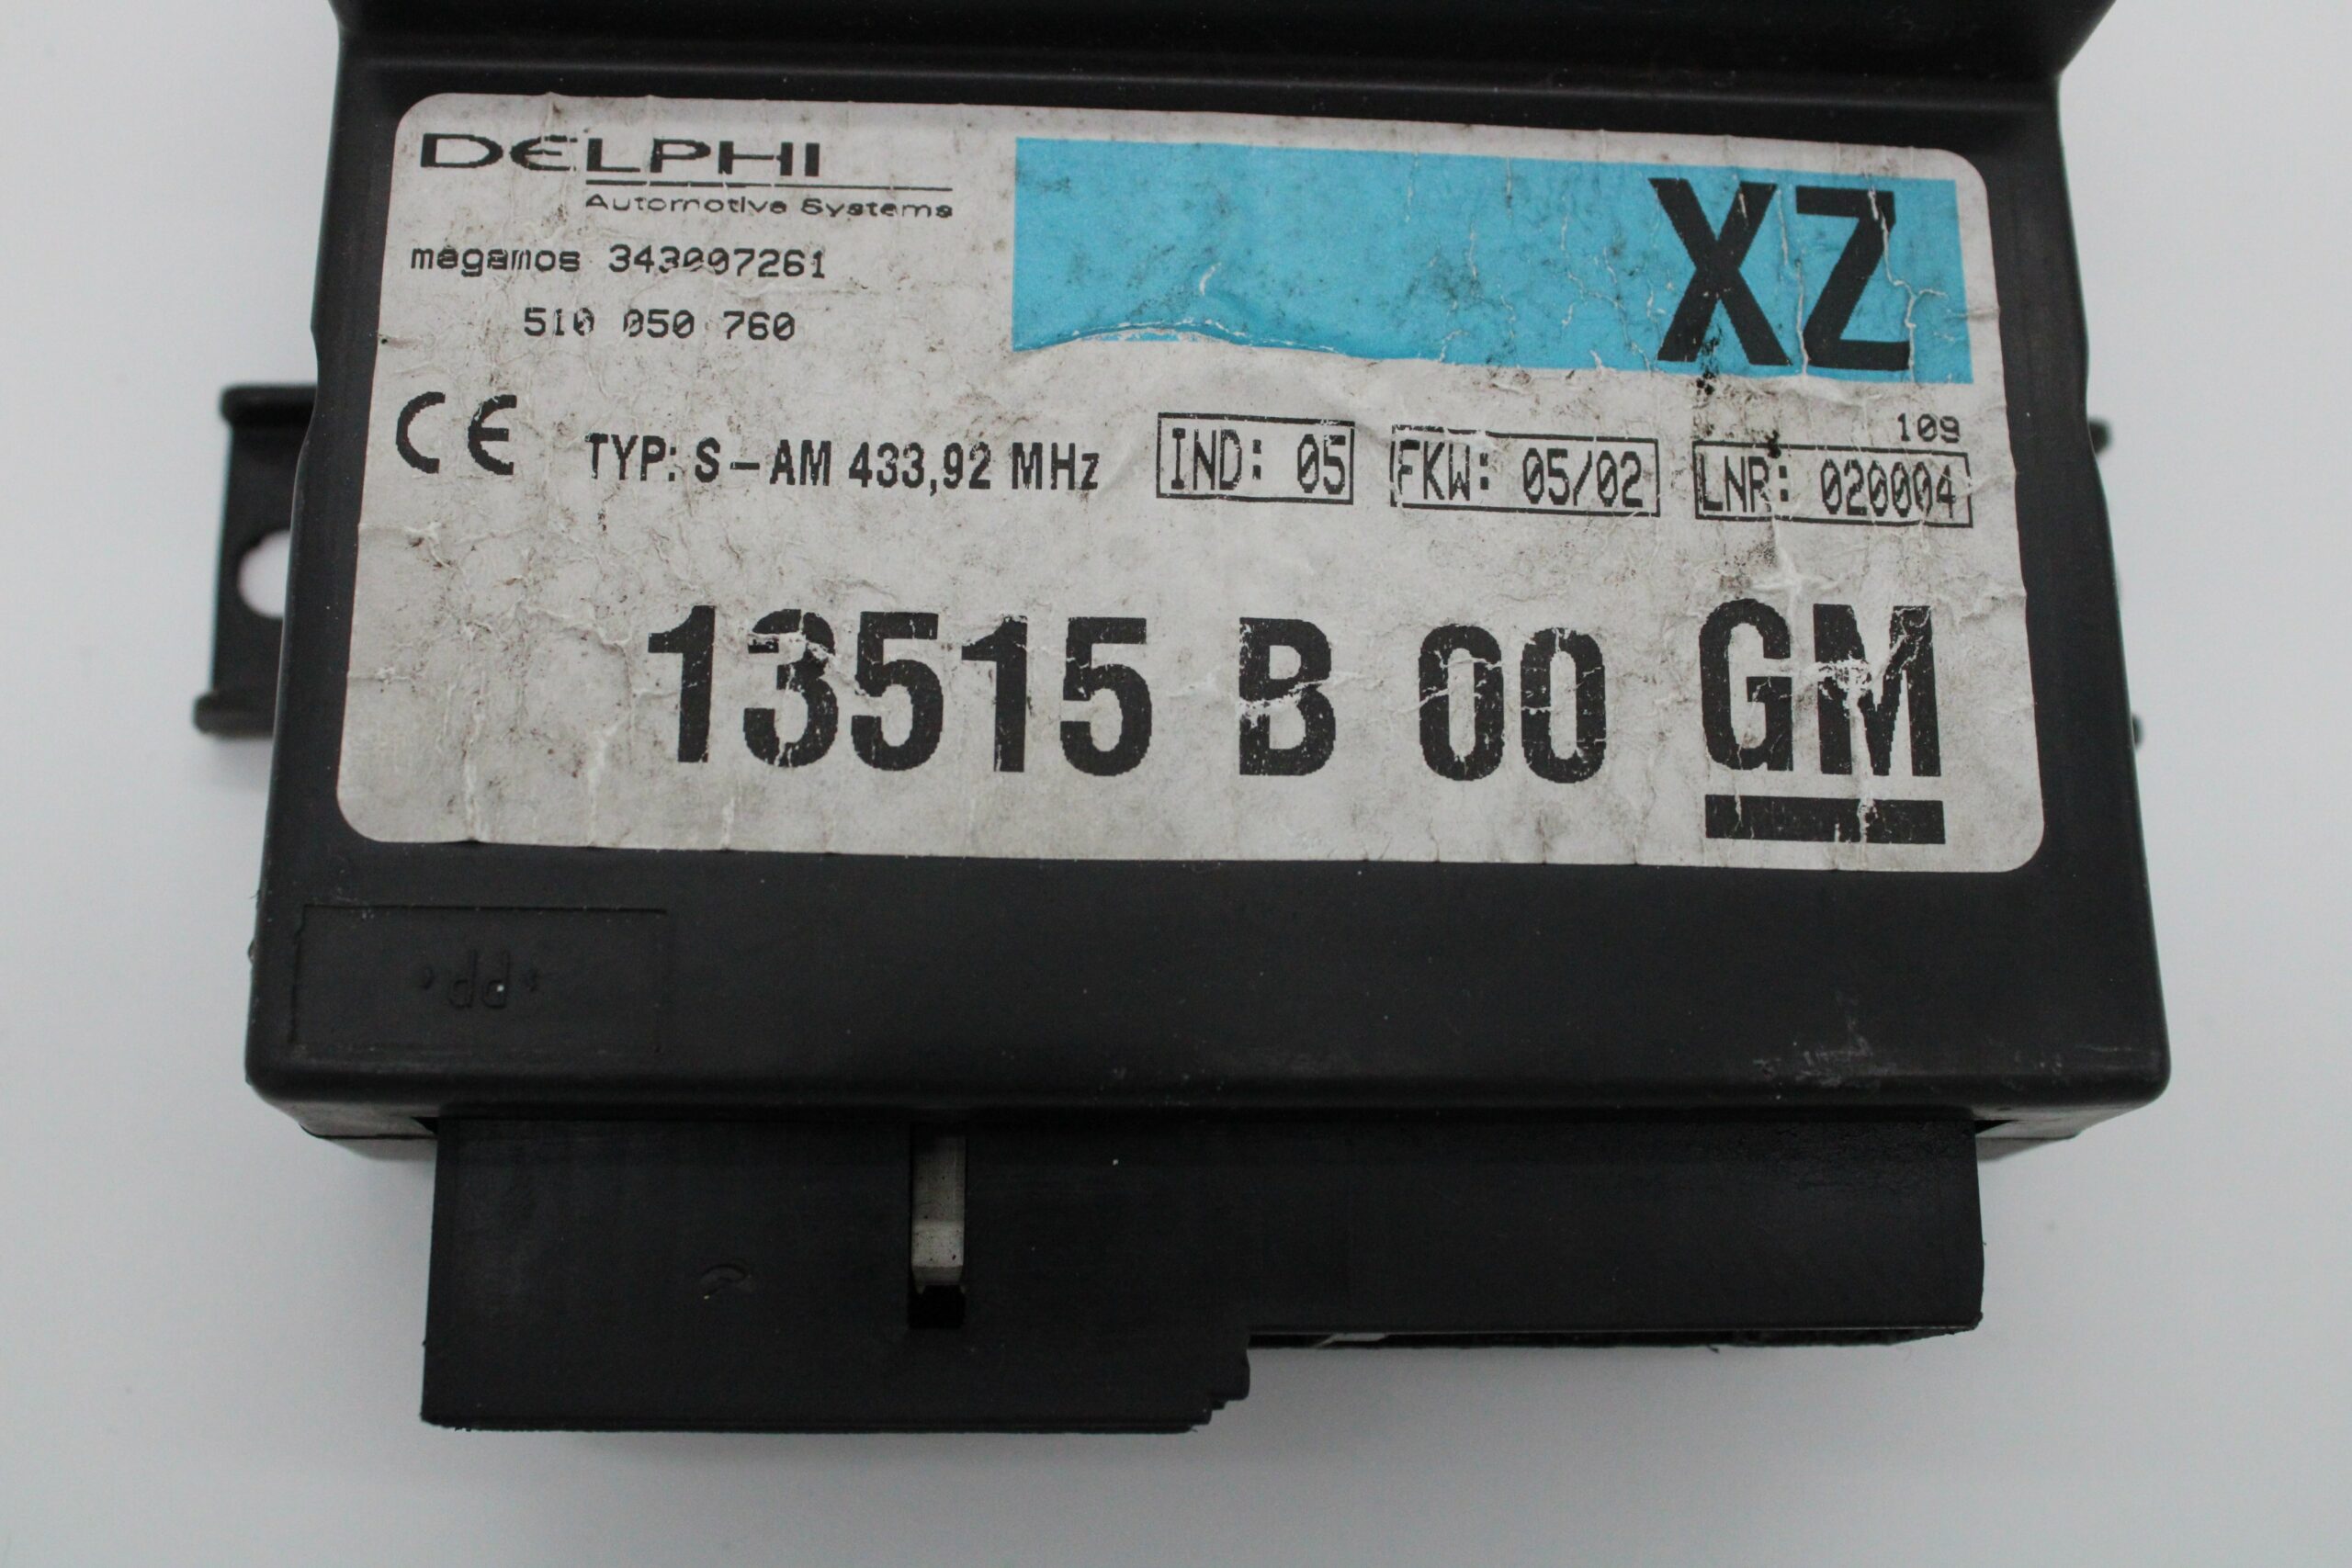 DELPHI
Automotive Systems
megamos 343007261
510 050 760
XZ
109
CE TYP: S-AM 433,92 MHz IND: 05 FKW: 05/02 LNR: 020004
13515 B 00 GM